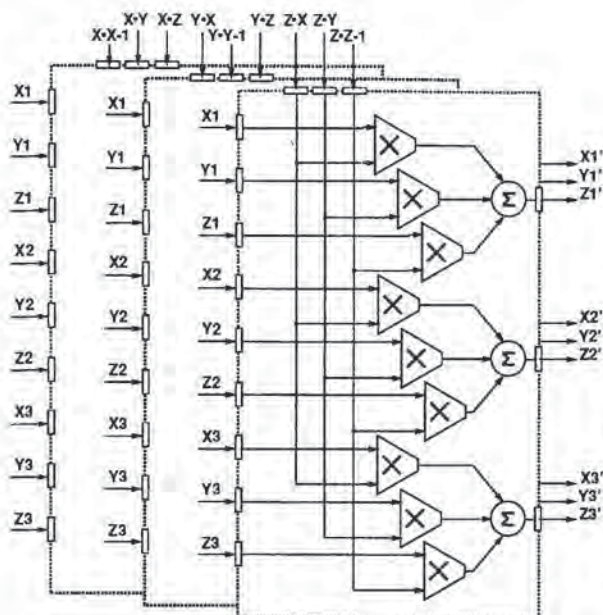 X•Y X•Z Y•X Y•Z Z•X Z•Y
X•X-1 Y•Y-1 Z•Z-1
X1 X1 X1 X1'
Y1 Y1 Y1 Y1'
Z1 Z1 Z1 Σ Z1'
X2 X2 X2 X2'
Y2 Y2 Y2 Y2'
Z2 Z2 Z2 Σ Z2'
X3 X3 X3 X3'
Y3 Y3 Y3 Y3'
Z3 Z3 Z3 Σ Z3'